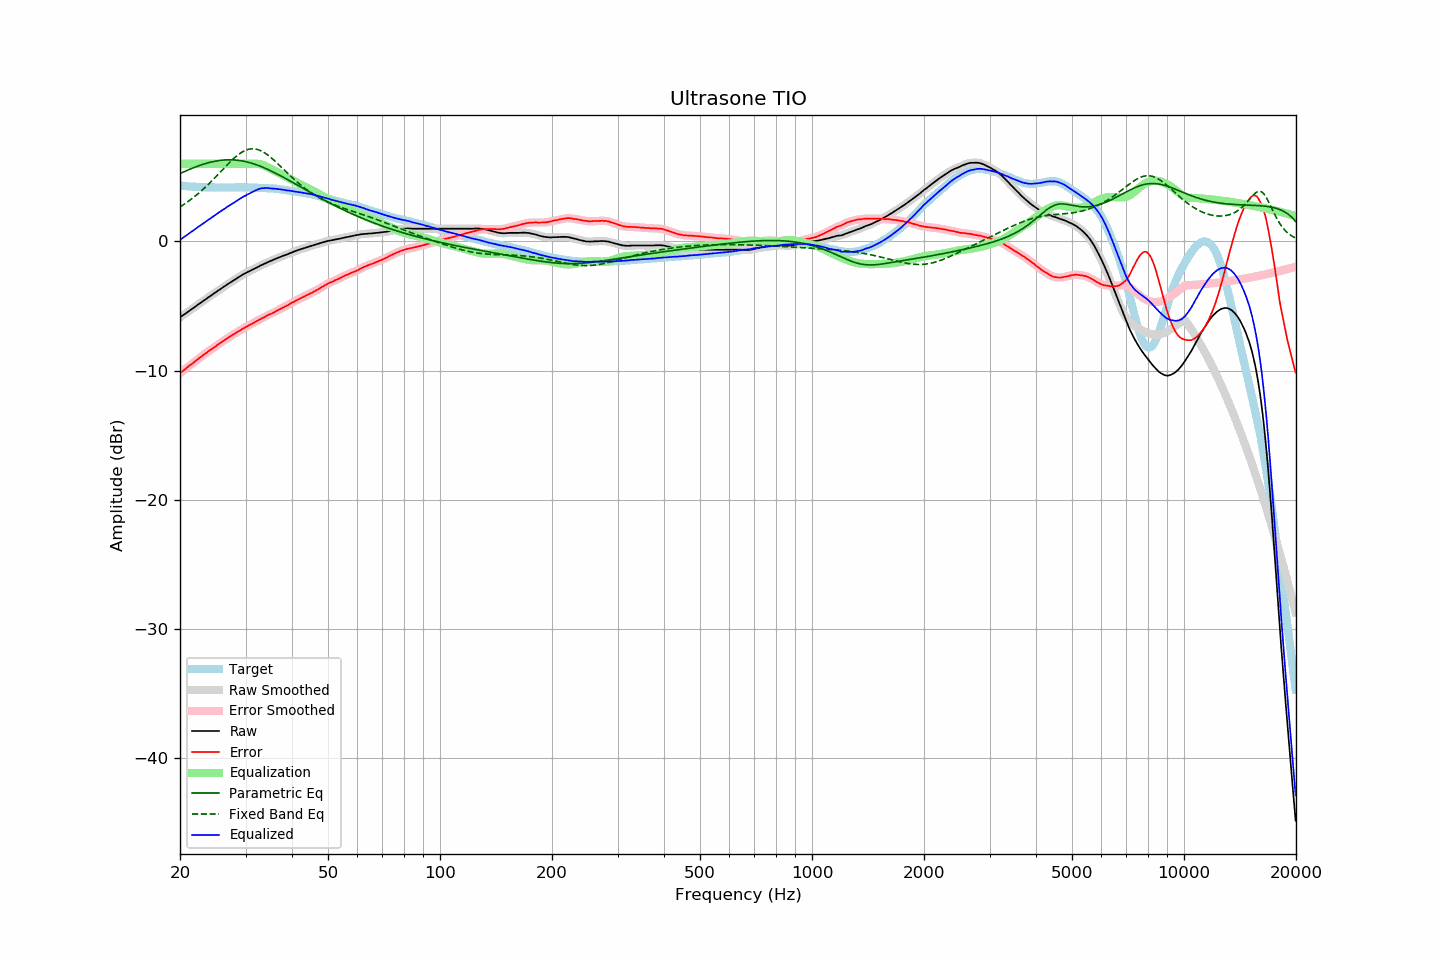 Ultrasone TIO
Amplitude (dBr)
0
−10
−20
−30
−40
Target
Raw Smoothed
Error Smoothed
Raw
Error
Equalization
Parametric Eq
Fixed Band Eq
Equalized
20 50 100 200 500 1000 2000 5000 10000 20000
Frequency (Hz)